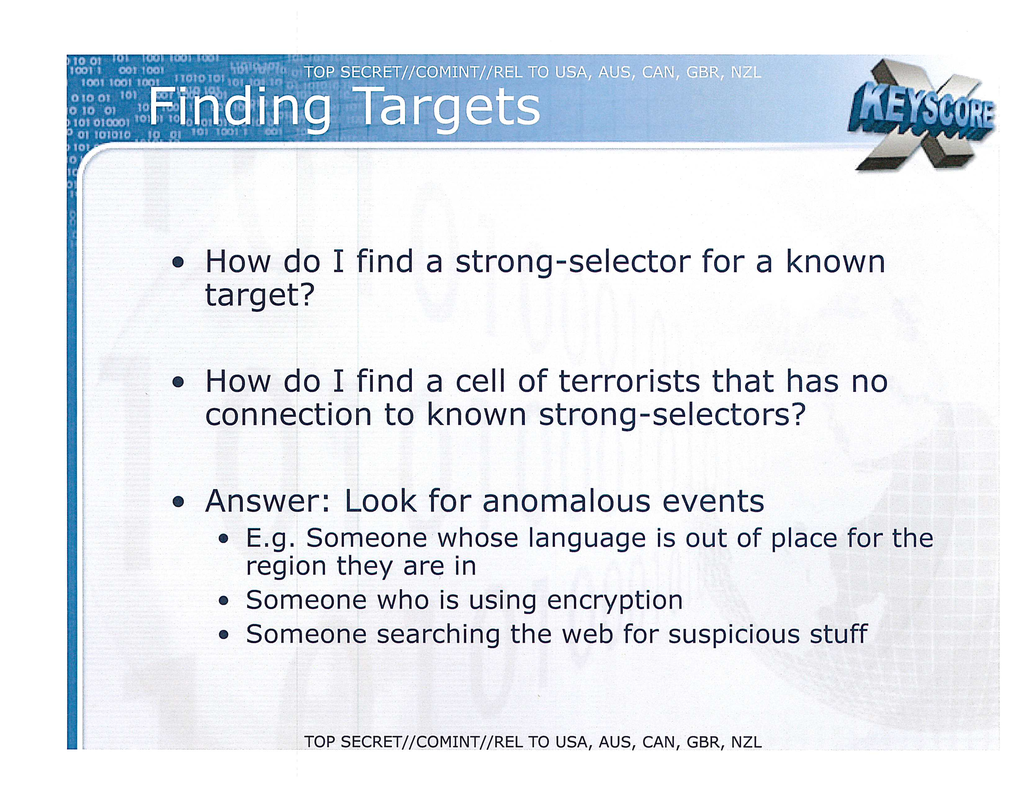 TOP SECRET//COMINT//REL TO USA, AUS, CAN, GBR, NZL
Finding Targets
X
KEYSCORE
• How do I find a strong-selector for a known
target?
• How do I find a cell of terrorists that has no
connection to known strong-selectors?
• Answer: Look for anomalous events
• E.g. Someone whose language is out of place for the
region they are in
• Someone who is using encryption
• Someone searching the web for suspicious stuff
TOP SECRET//COMINT//REL TO USA, AUS, CAN, GBR, NZL